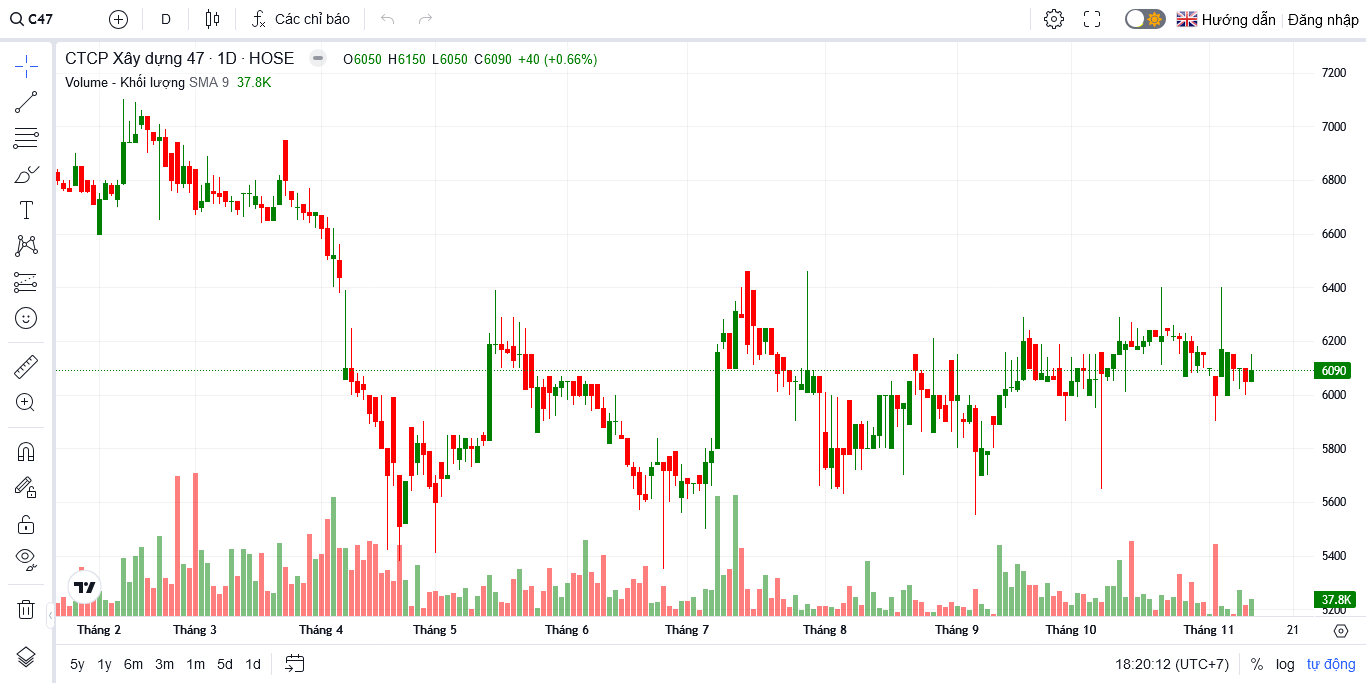 C47 D Các chỉ báo Hướng dẫn Đăng nhập
CTCP Xây dựng 47 · 1D · HOSE O6050 H6150 L6050 C6090 +40 (+0.66%)
Volume - Khối lượng SMA 9 37.8K
7200
7000
6800
6600
6400
6200
6090
6000
5800
5600
5400
37.8K
5200
Tháng 2 Tháng 3 Tháng 4 Tháng 5 Tháng 6 Tháng 7 Tháng 8 Tháng 9 Tháng 10 Tháng 11 21
5y 1y 6m 3m 1m 5d 1d 18:20:12 (UTC+7) % log tự động